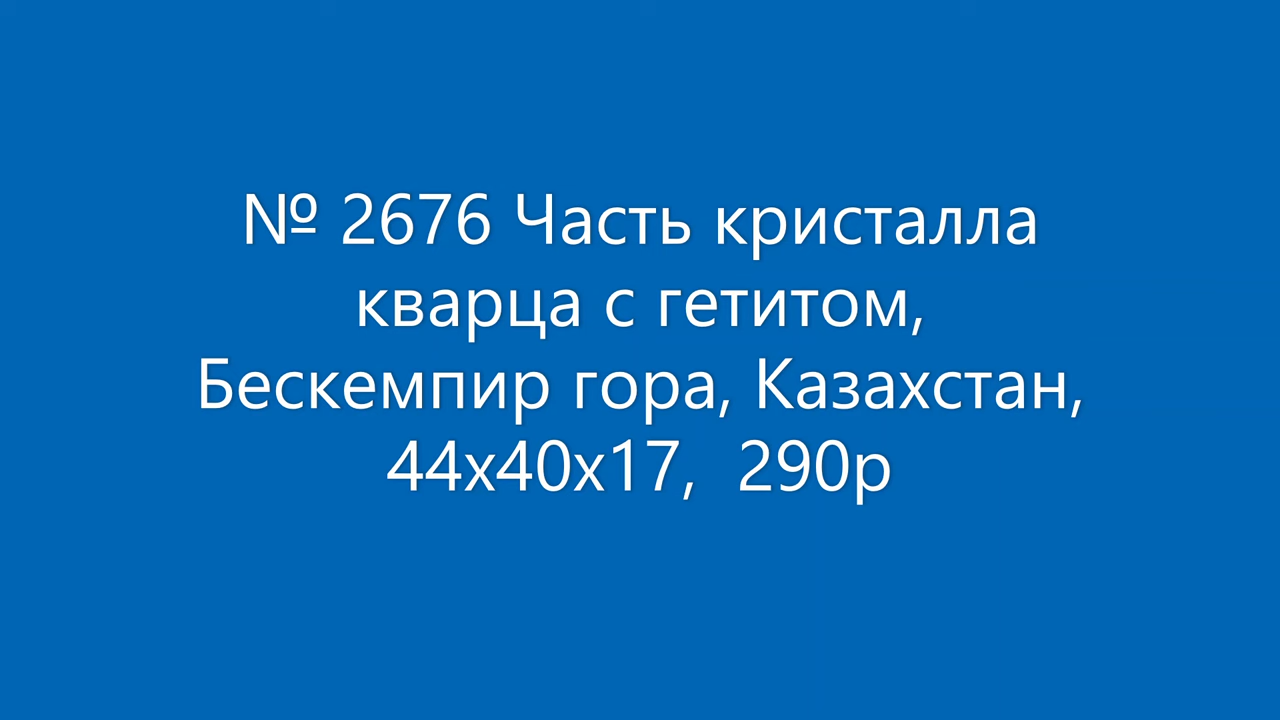 № 2676 Часть кристалла
кварца с гетитом,
Бескемпир гора, Казахстан,
44х40х17,  290р